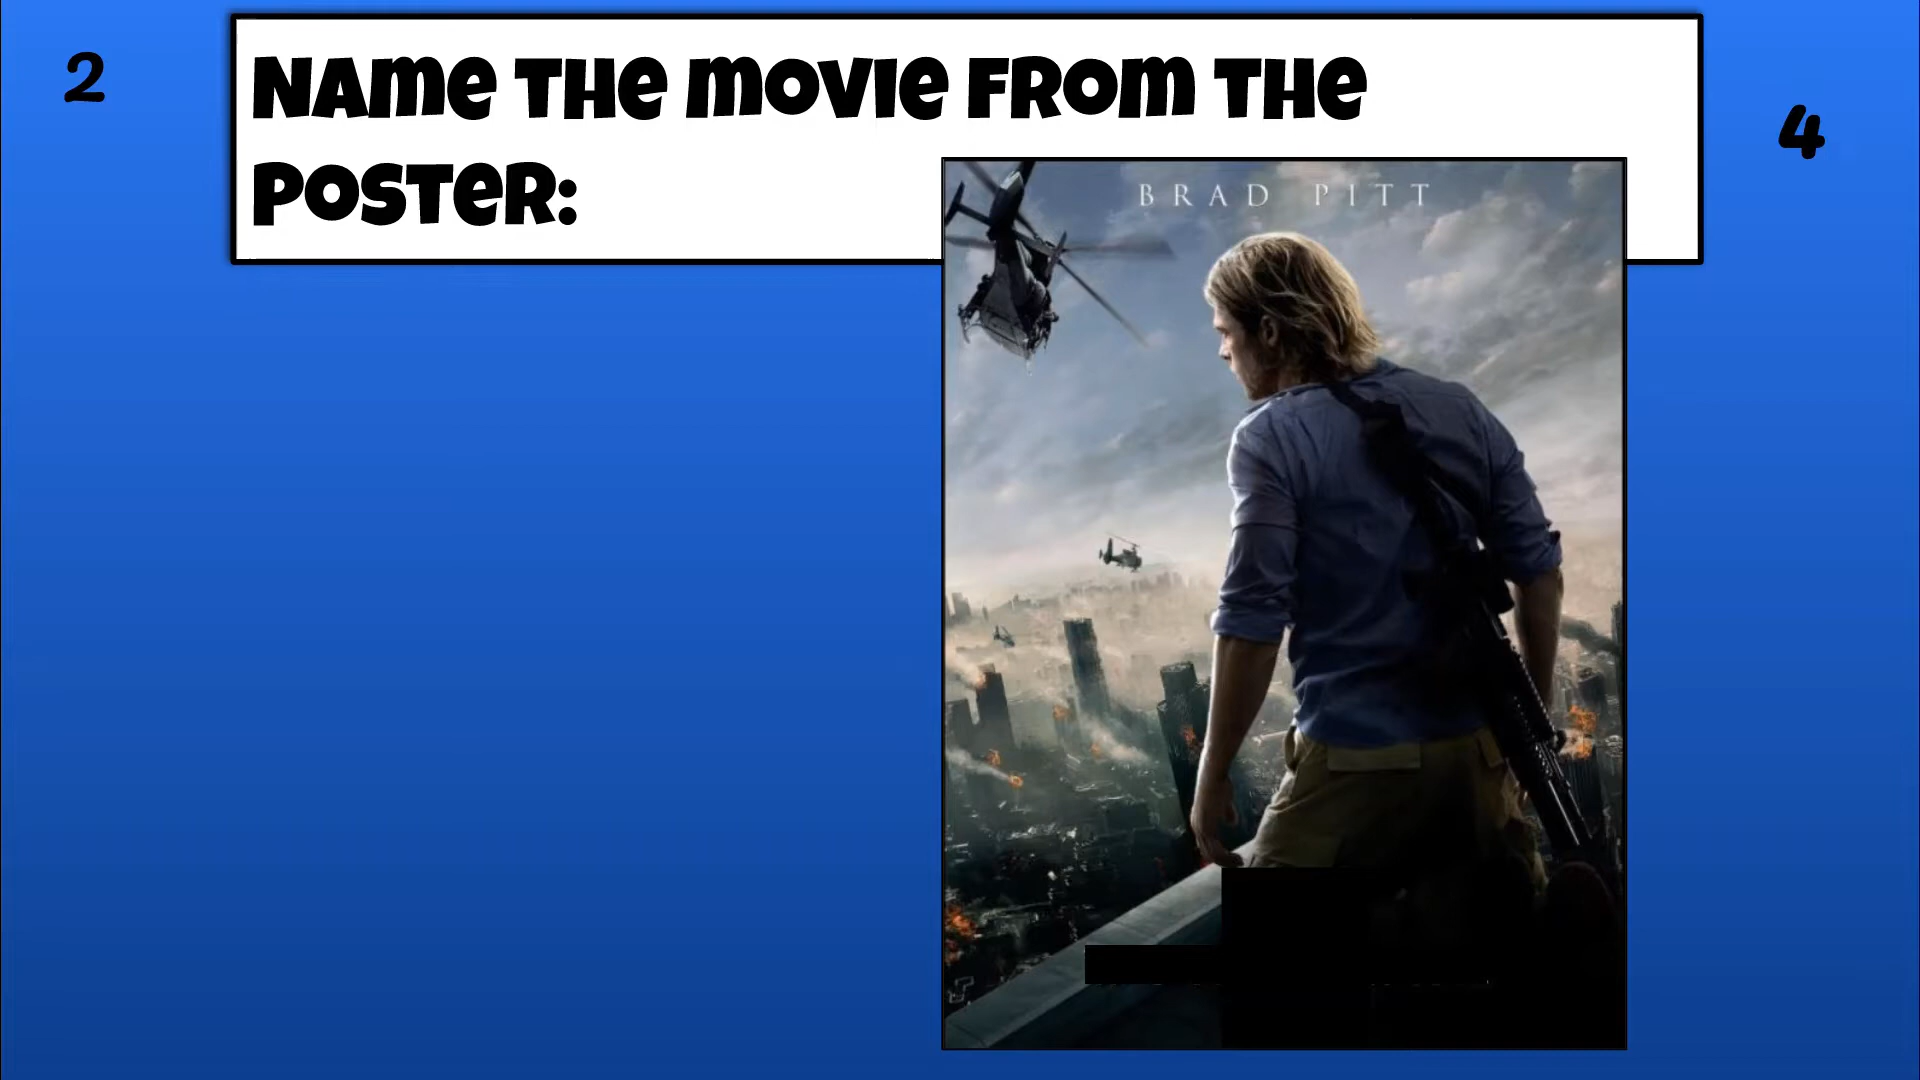 2
NAME THE MOVIE FROM THE
POSTER:
4
BRAD PITT